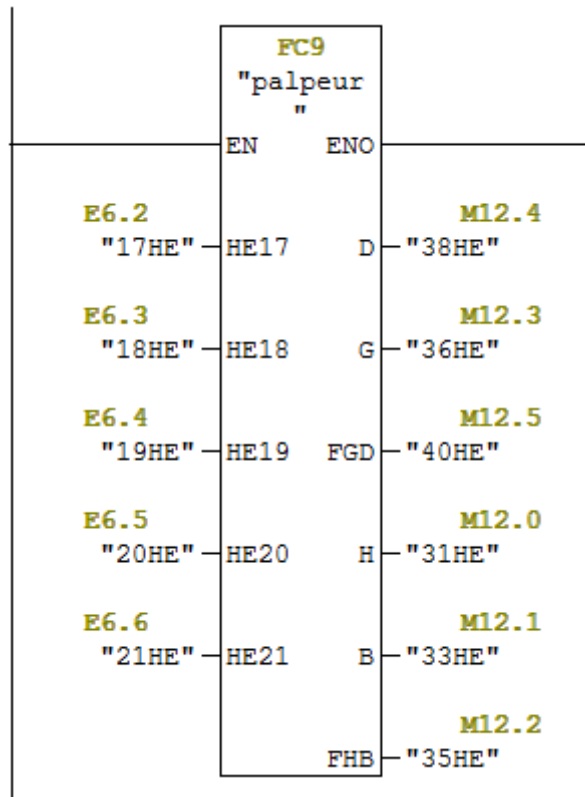 FC9
"palpeur
"
EN ENO
E6.2 M12.4
"17HE" HE17 D "38HE"
E6.3 M12.3
"18HE" HE18 G "36HE"
E6.4 M12.5
"19HE" HE19 FGD "40HE"
E6.5 M12.0
"20HE" HE20 H "31HE"
E6.6 M12.1
"21HE" HE21 B "33HE"
M12.2
FHB "35HE"